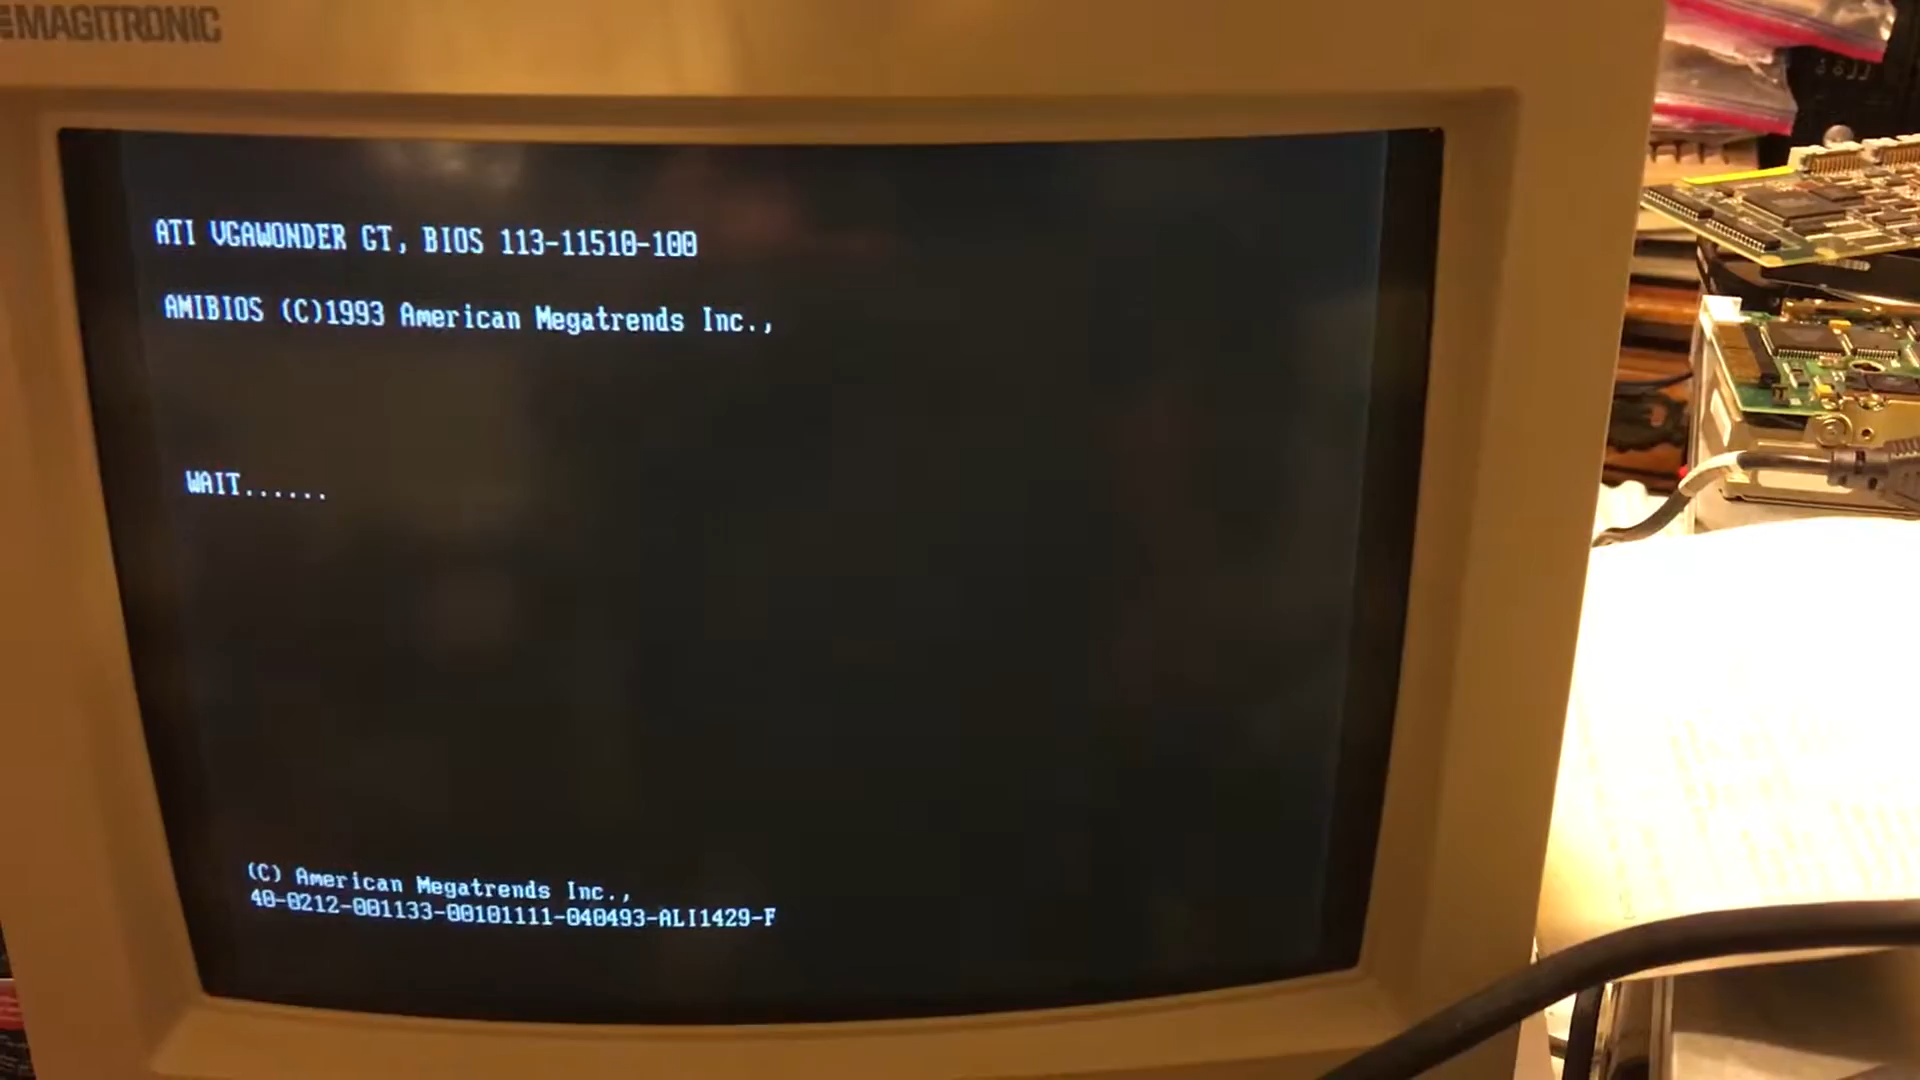 MAGITRONIC
ATI VGAWONDER GT, BIOS 113-11510-100
AMIBIOS (C)1993 American Megatrends Inc.,
WAIT......
(C) American Megatrends Inc.,
40-0212-001133-00101111-040493-ALI1429-F